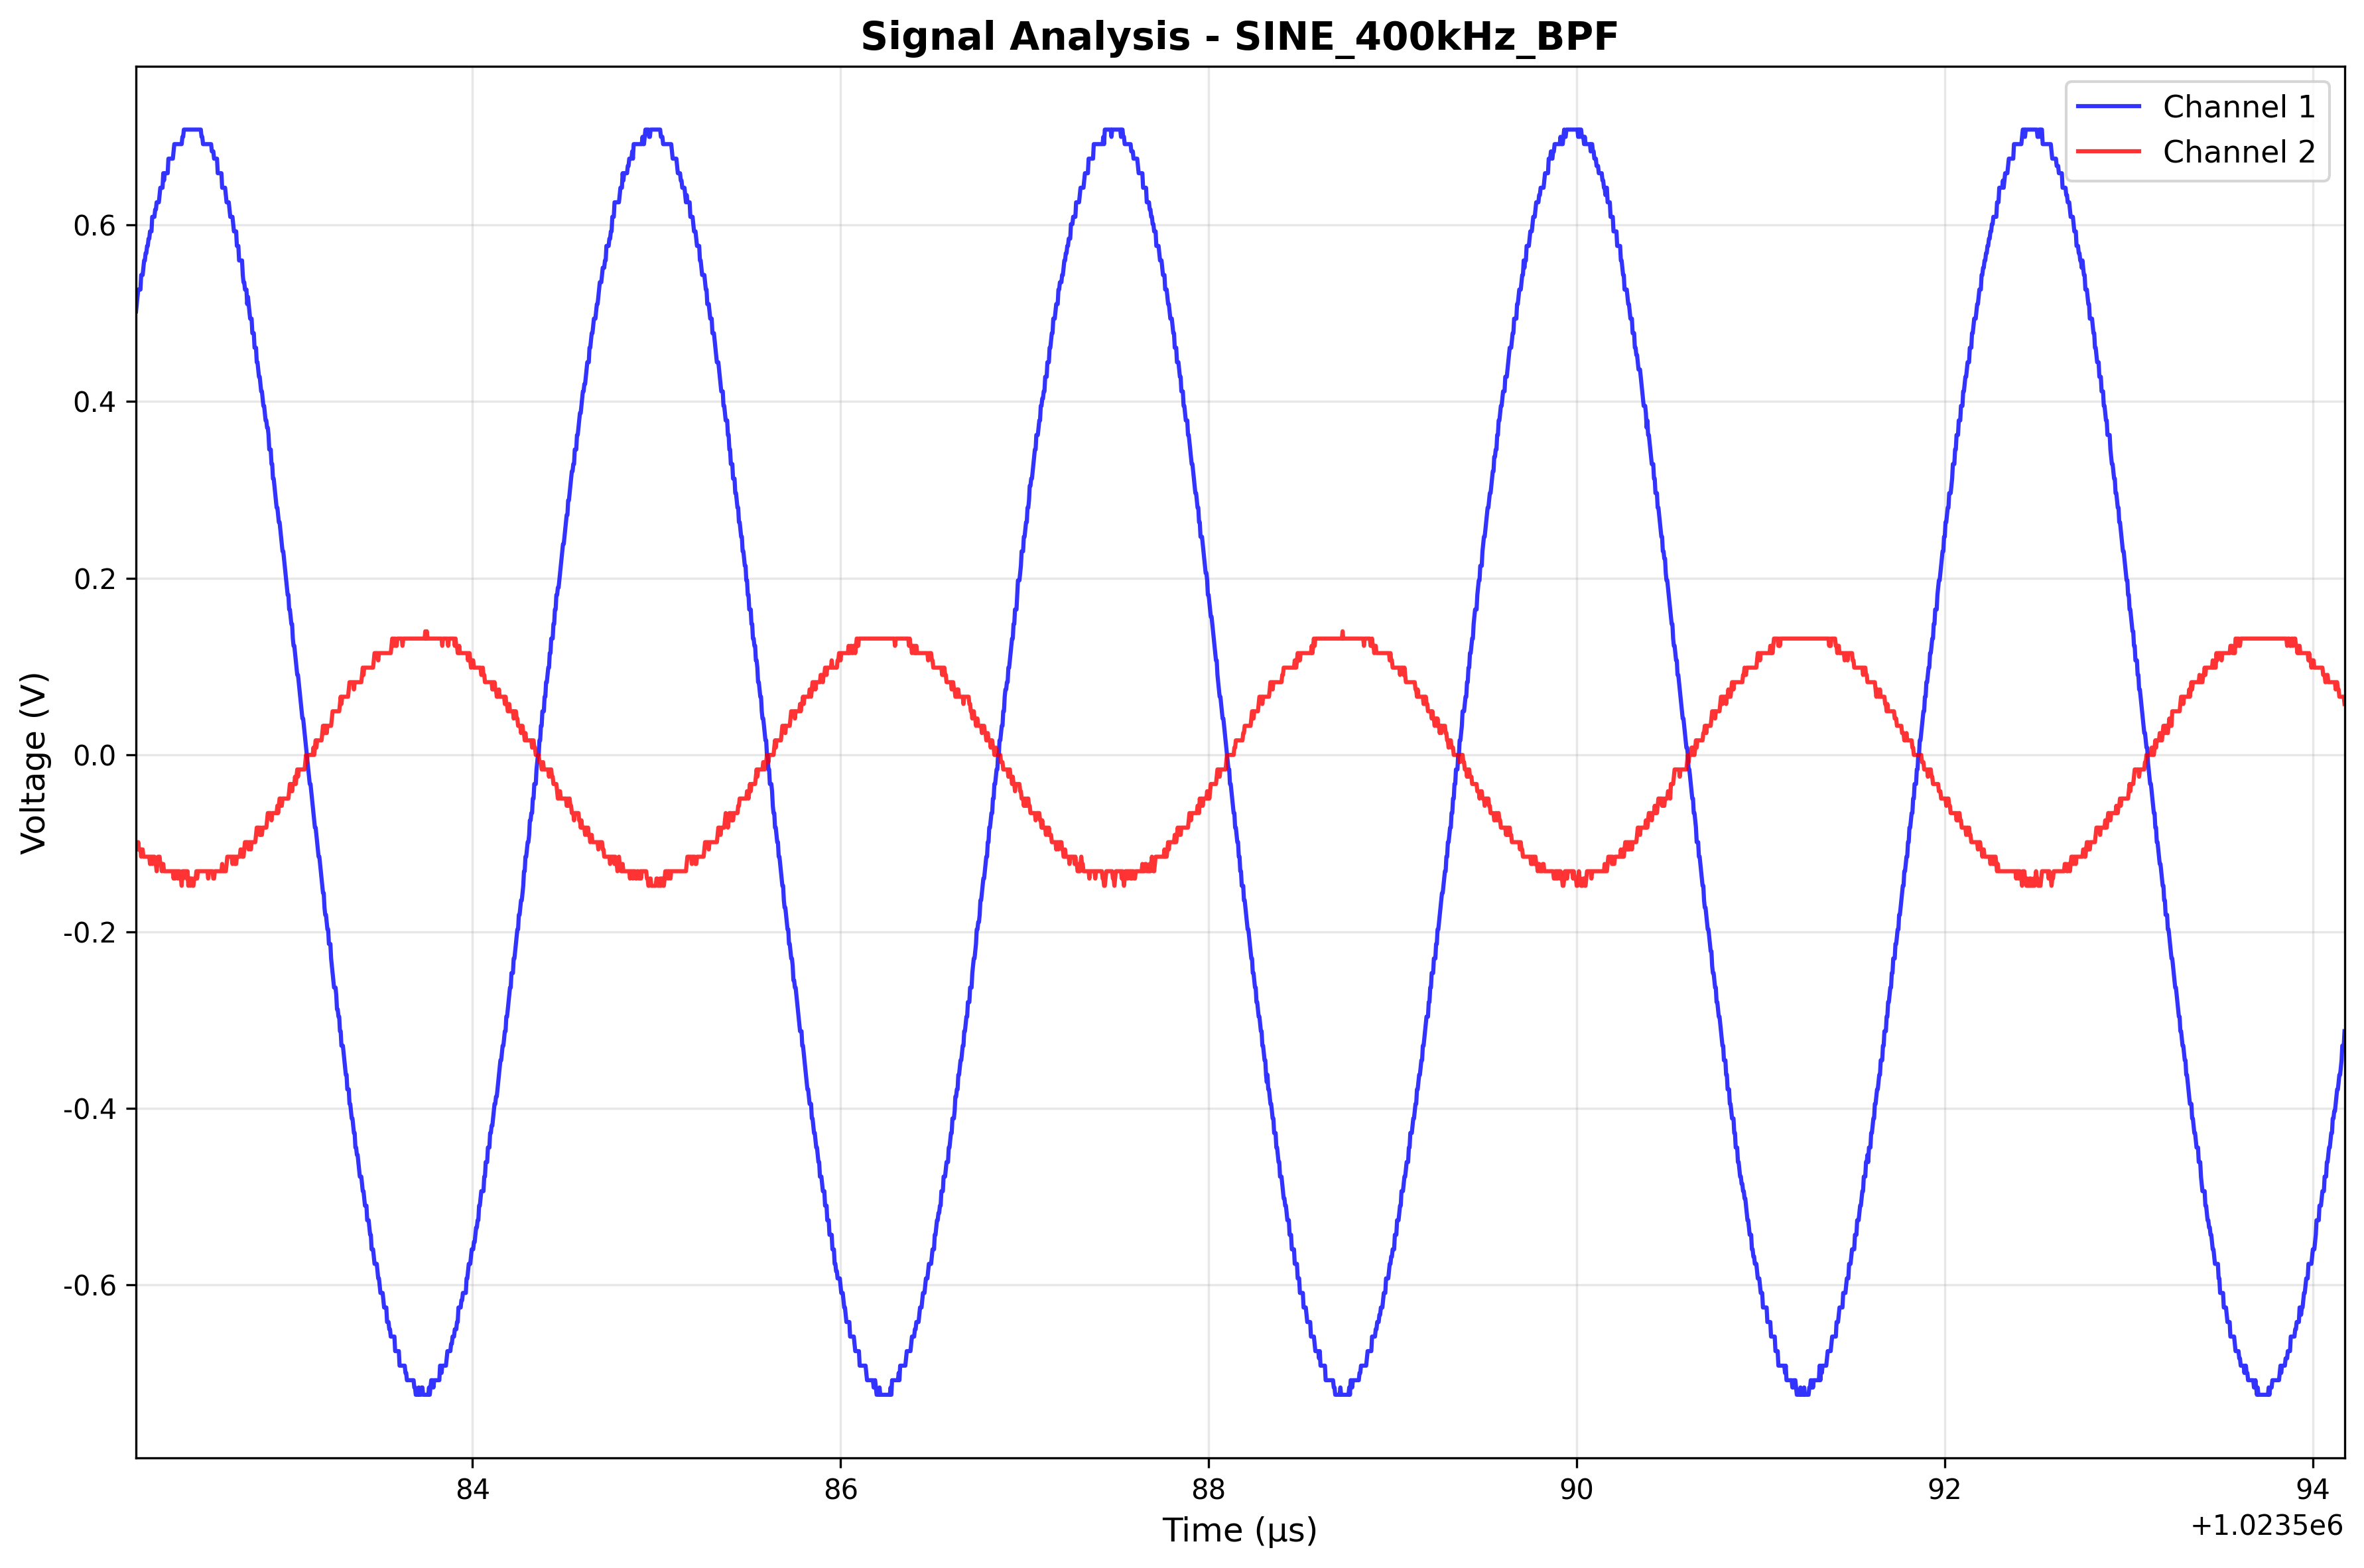 Signal Analysis - SINE_400kHz_BPF
Channel 1
Channel 2
Voltage (V)
0.6
0.4
0.2
0.0
-0.2
-0.4
-0.6
84 86 88 90 92 94
Time (µs)
+1.0235e6